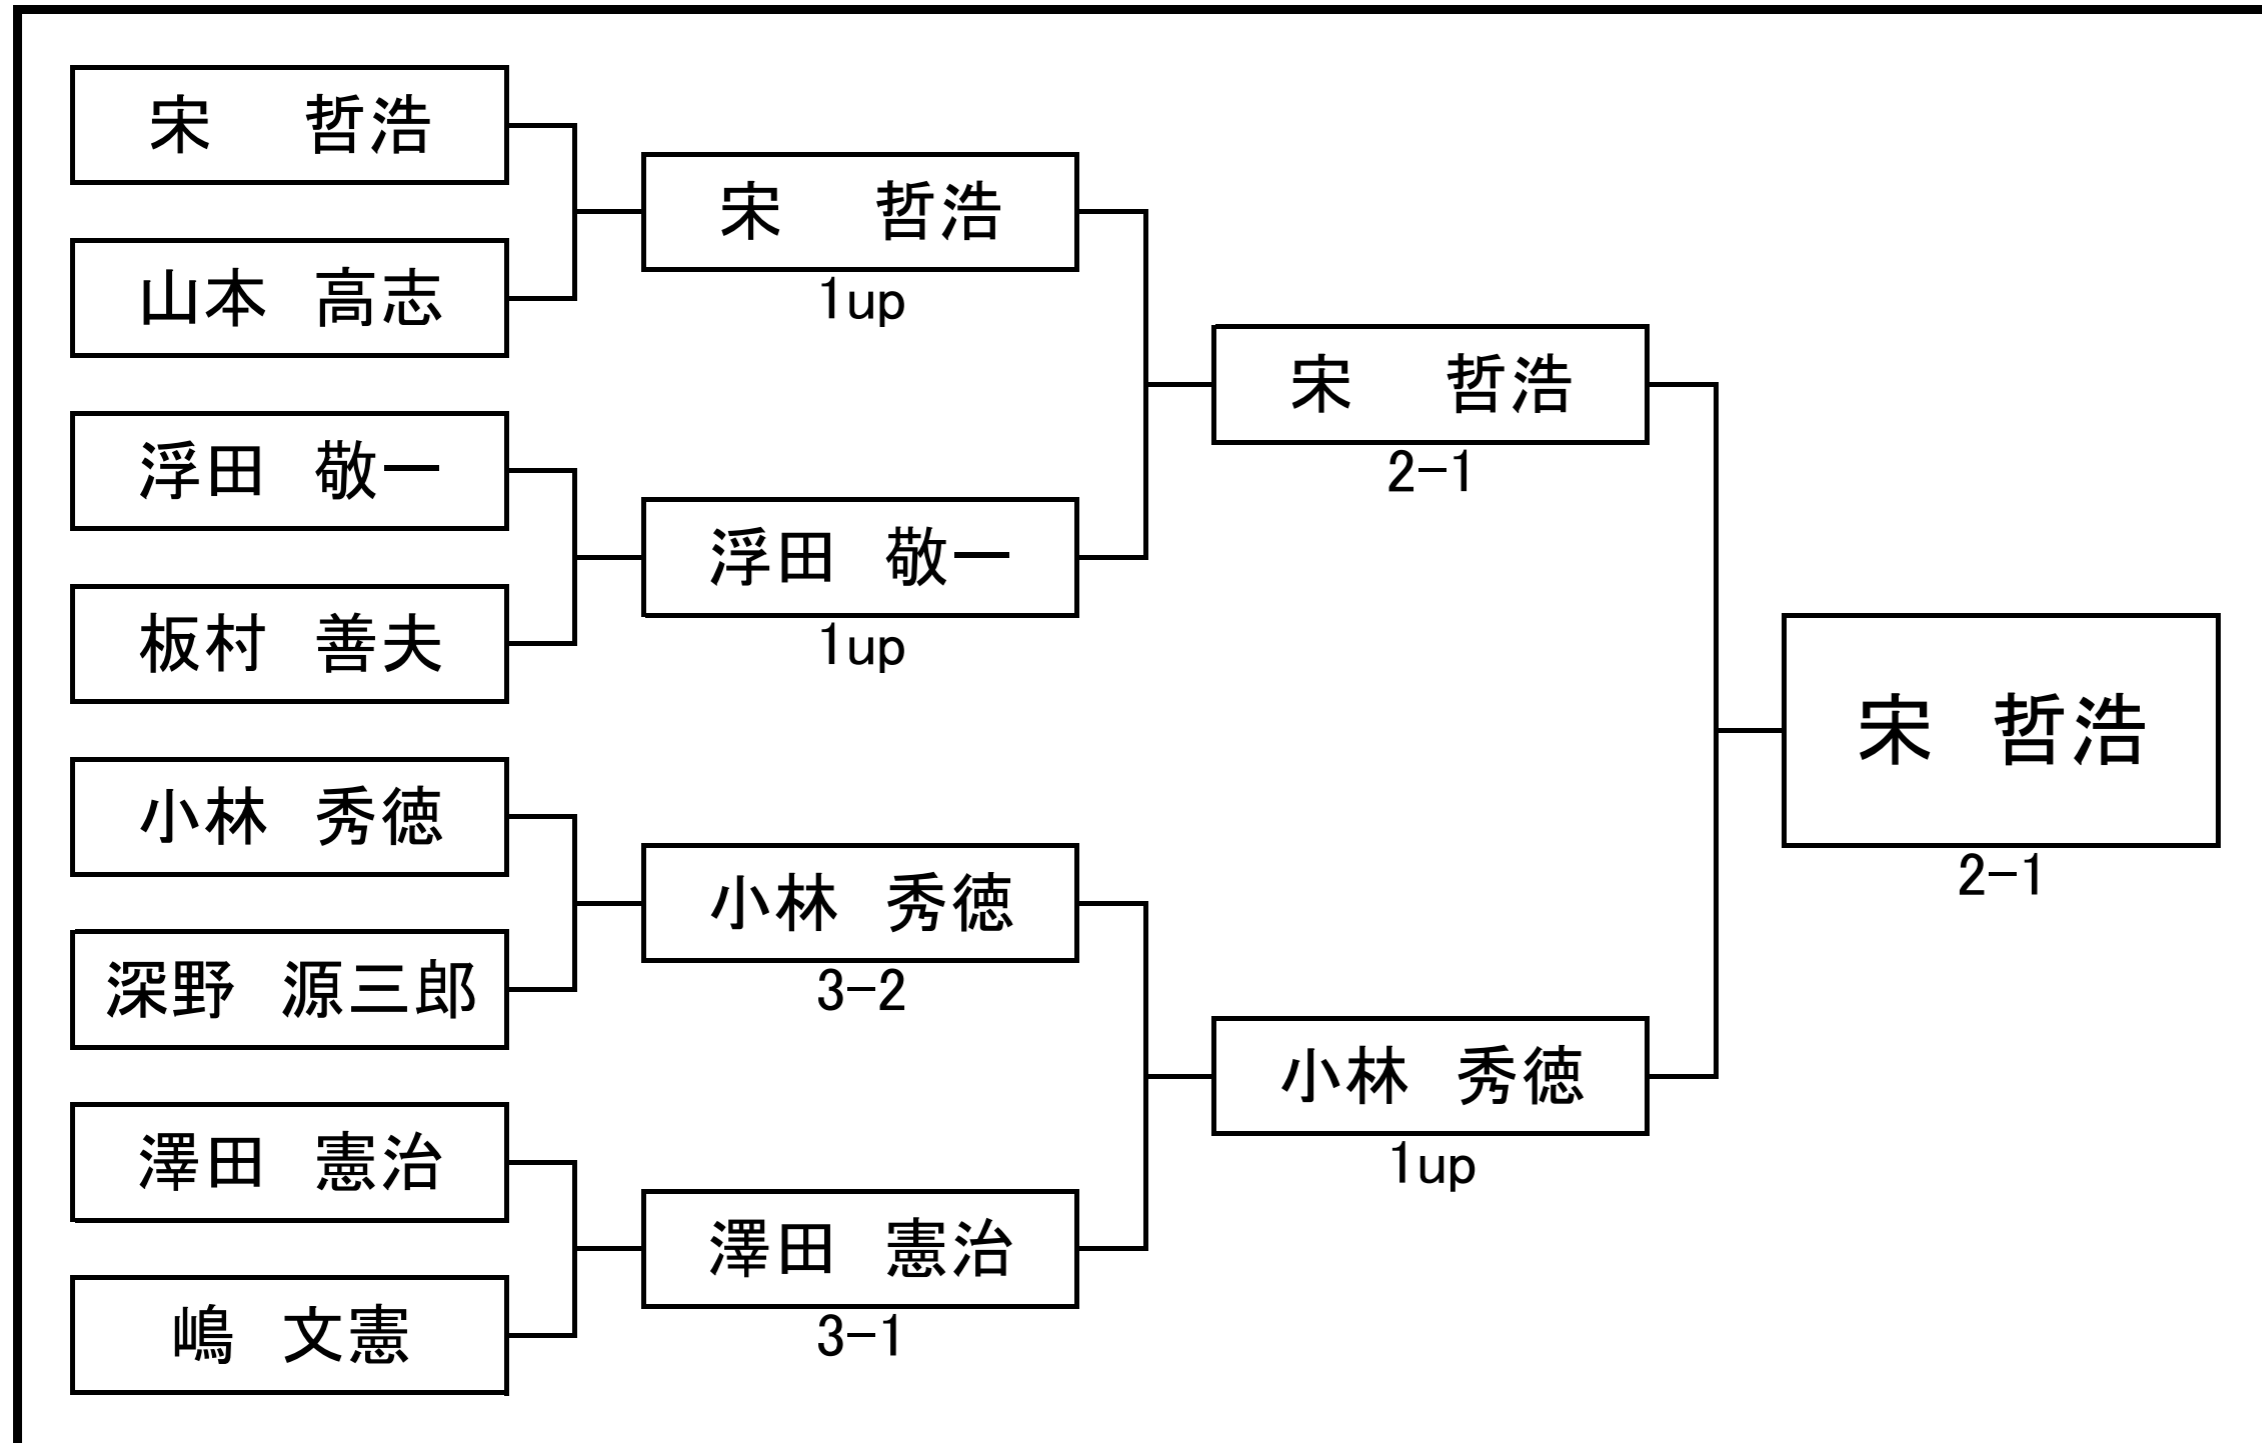 宋 哲浩
山本 高志
浮田 敬一
板村 善夫
小林 秀徳
深野 源三郎
澤田 憲治
嶋 文憲
宋 哲浩
1up
浮田 敬一
1up
小林 秀徳
3-2
澤田 憲治
3-1
宋 哲浩
2-1
小林 秀徳
1up
宋 哲浩
2-1